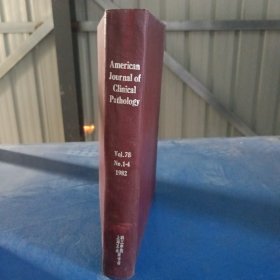 American
Journal of
Clinical
Pathology
Vol.78
No.1-4
1982